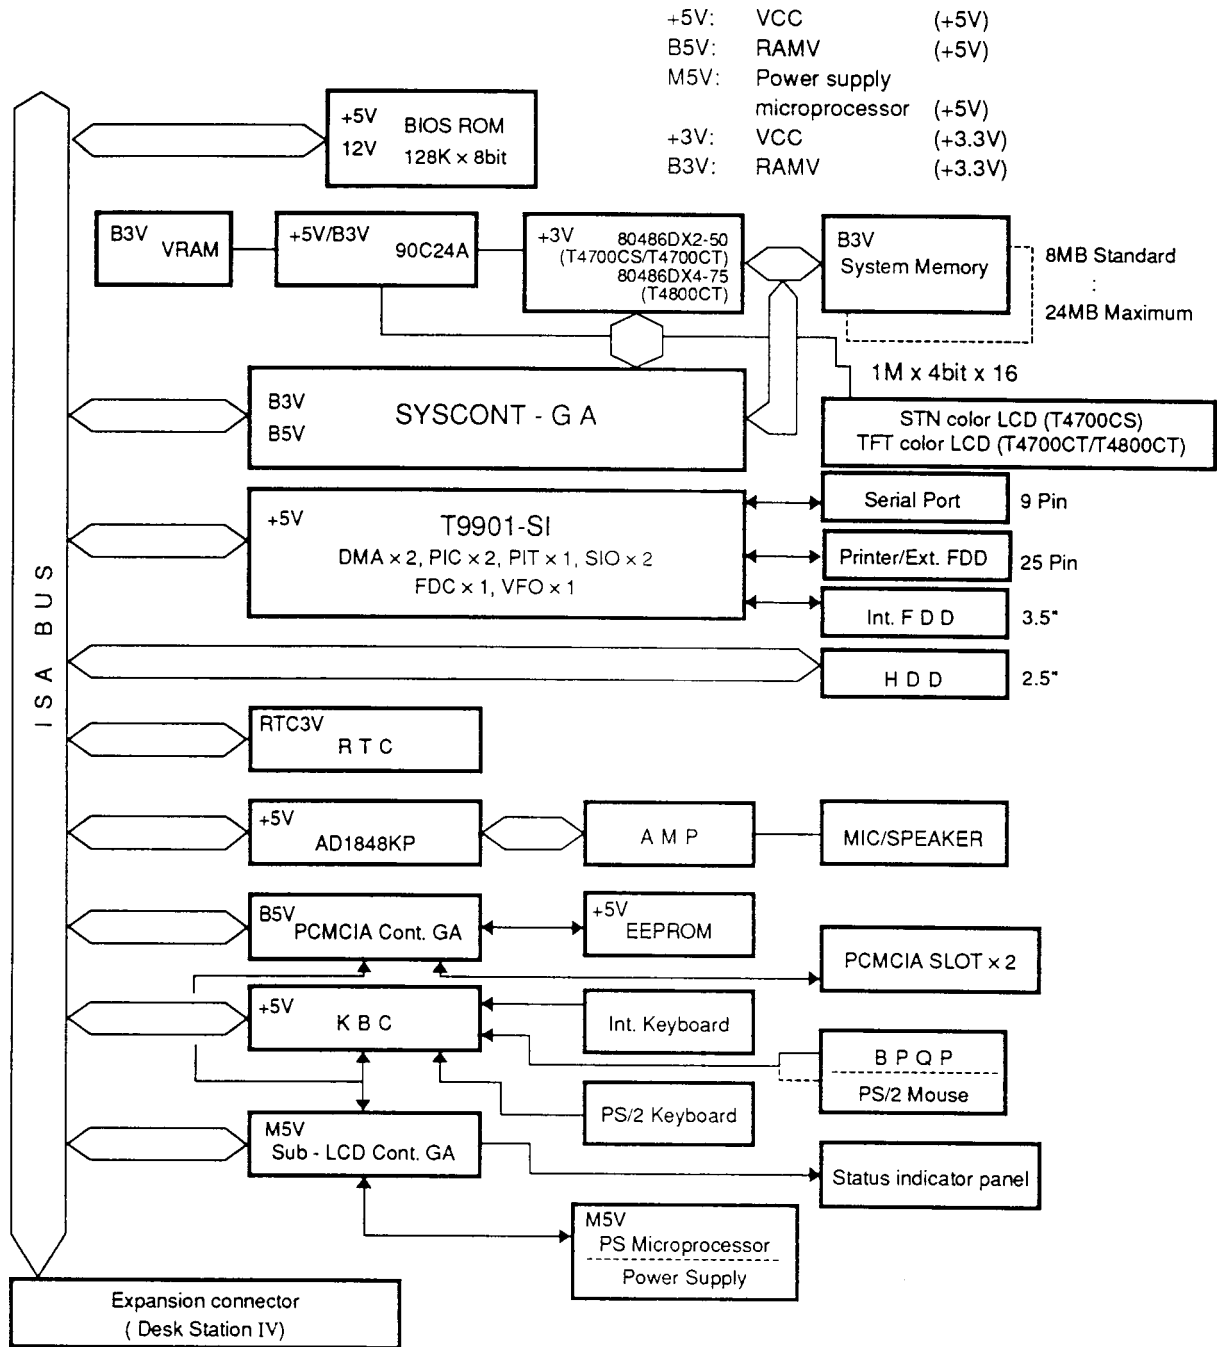 +5V: VCC (+5V)
B5V: RAMV (+5V)
M5V: Power supply
microprocessor (+5V)
+3V: VCC (+3.3V)
B3V: RAMV (+3.3V)
+5V BIOS ROM
12V 128K × 8bit
B3V VRAM
+5V/B3V
90C24A
+3V 80486DX2-50
(T4700CS/T4700CT)
80486DX4-75
(T4800CT)
B3V
System Memory
8MB Standard
:
24MB Maximum
1M x 4bit x 16
B3V SYSCONT - G A
B5V
STN color LCD (T4700CS)
TFT color LCD (T4700CT/T4800CT)
+5V T9901-SI
DMA × 2, PIC × 2, PIT × 1, SIO × 2
FDC × 1, VFO × 1
Serial Port 9 Pin
Printer/Ext. FDD 25 Pin
Int. F D D 3.5"
H D D 2.5"
ISA BUS
RTC3V
R T C
+5V
AD1848KP
A M P
MIC/SPEAKER
B5V
PCMCIA Cont. GA
+5V
EEPROM
PCMCIA SLOT × 2
+5V
K B C
Int. Keyboard
B P Q P
PS/2 Mouse
PS/2 Keyboard
M5V
Sub - LCD Cont. GA
Status indicator panel
M5V
PS Microprocessor
Power Supply
Expansion connector
( Desk Station IV)